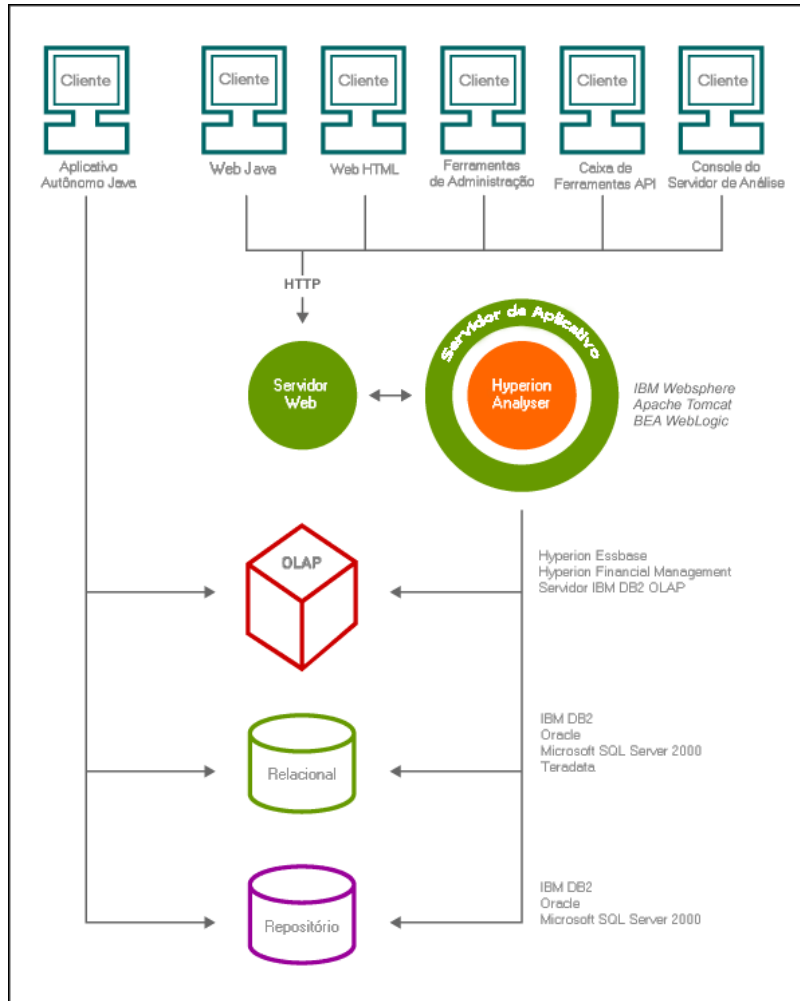 Cliente
Cliente
Cliente
Cliente
Cliente
Cliente
Aplicativo
Autônomo Java
Web Java
Web HTML
Ferramentas
de Administração
Caixa de
Ferramentas API
Console do
Servidor de Análise
HTTP
Servidor
Web
Servidor de Aplicativo
Hyperion
Analyser
IBM Websphere
Apache Tomcat
BEA WebLogic
OLAP
Hyperion Essbase
Hyperion Financial Management
Servidor IBM DB2 OLAP
Relacional
IBM DB2
Oracle
Microsoft SQL Server 2000
Teradata
Repositório
IBM DB2
Oracle
Microsoft SQL Server 2000